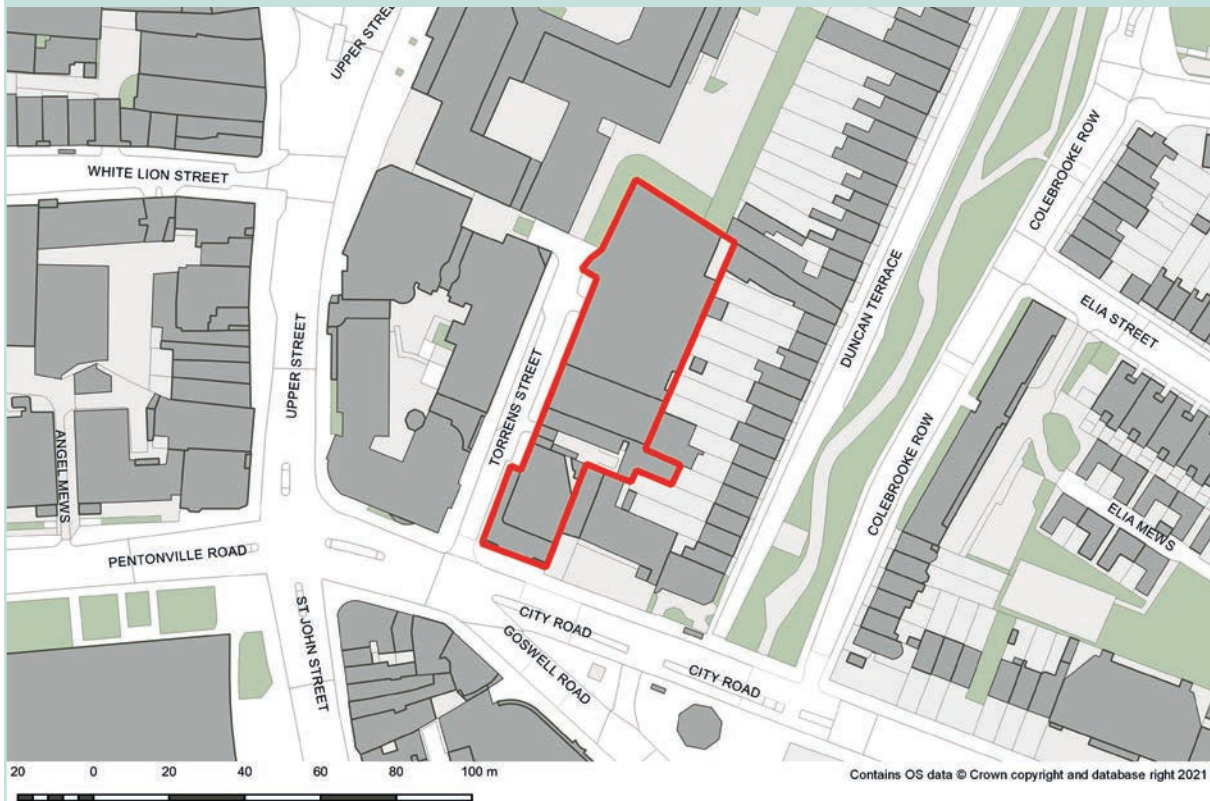 UPPER STREET
WHITE LION STREET
COLEBROOKE ROW
ELIA STREET
DUNCAN TERRACE
UPPER STREET
TORRENS STREET
COLEBROOKE ROW
ANGEL MEWS
ELIA MEWS
PENTONVILLE ROAD
ST JOHN STREET
CITY ROAD
GOSWELL ROAD
CITY ROAD
20 0 20 40 60 80 100 m
Contains OS data © Crown copyright and database right 2021